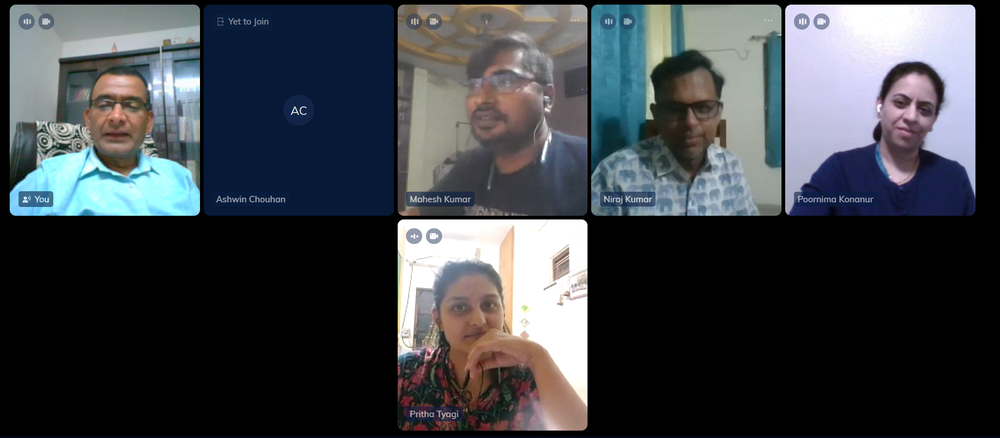 Yet to Join
AC
You
Ashwin Chouhan
Mahesh Kumar
Niraj Kumar
Poornima Konanur
Pritha Tyagi